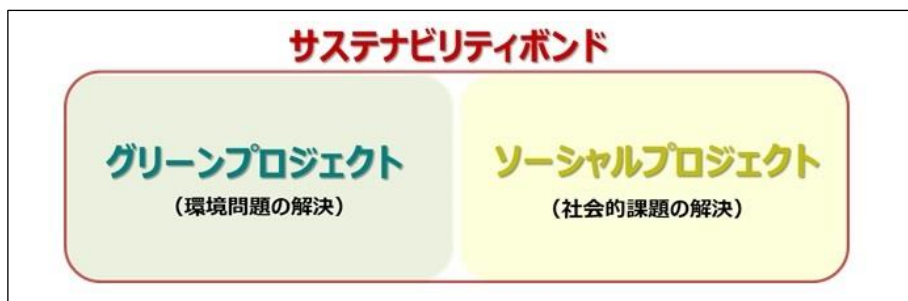 サステナビリティボンド
グリーンプロジェクト
(環境問題の解決)
ソーシャルプロジェクト
(社会的課題の解決)